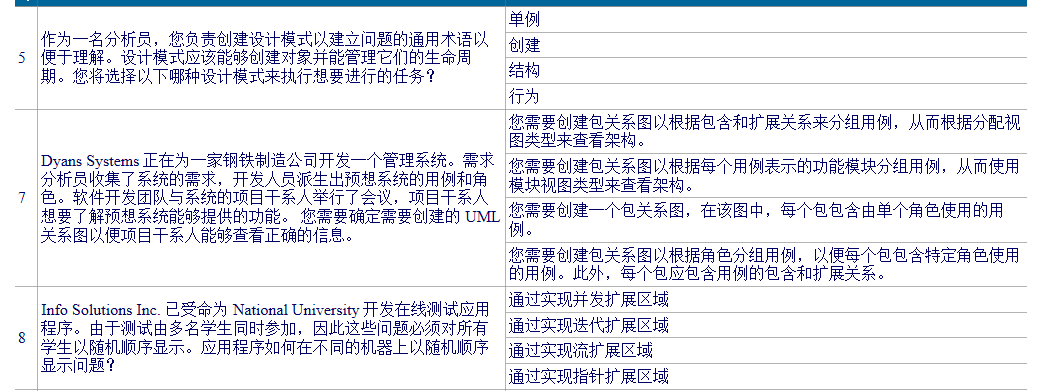 5
作为一名分析员，您负责创建设计模式以建立问题的通用术语以
便于理解。设计模式应该能够创建对象并能管理它们的生命周
期。您将选择以下哪种设计模式来执行想要进行的任务？
单例
创建
结构
行为
7
Dyans Systems 正在为一家钢铁制造公司开发一个管理系统。需求
分析员收集了系统的需求，开发人员派生出预想系统的用例和角
色。软件开发团队与系统的项目干系人举行了会议，项目干系人
想要了解预想系统能够提供的功能。 您需要确定需要创建的 UML
关系图以便项目干系人能够查看正确的信息。
您需要创建包关系图以根据包含和扩展关系来分组用例，从而根据分配视
图类型来查看架构。
您需要创建包关系图以根据每个用例表示的功能模块分组用例，从而使用
模块视图类型来查看架构。
您需要创建一个包关系图，在该图中，每个包包含由单个角色使用的用
例。
您需要创建包关系图以根据角色分组用例，以便每个包包含特定角色使用
的用例。此外，每个包应包含用例的包含和扩展关系。
8
Info Solutions Inc. 已受命为 National University 开发在线测试应用
程序。由于测试由多名学生同时参加，因此这些问题必须对所有
学生以随机顺序显示。应用程序如何在不同的机器上以随机顺序
显示问题？
通过实现并发扩展区域
通过实现迭代扩展区域
通过实现流扩展区域
通过实现指针扩展区域